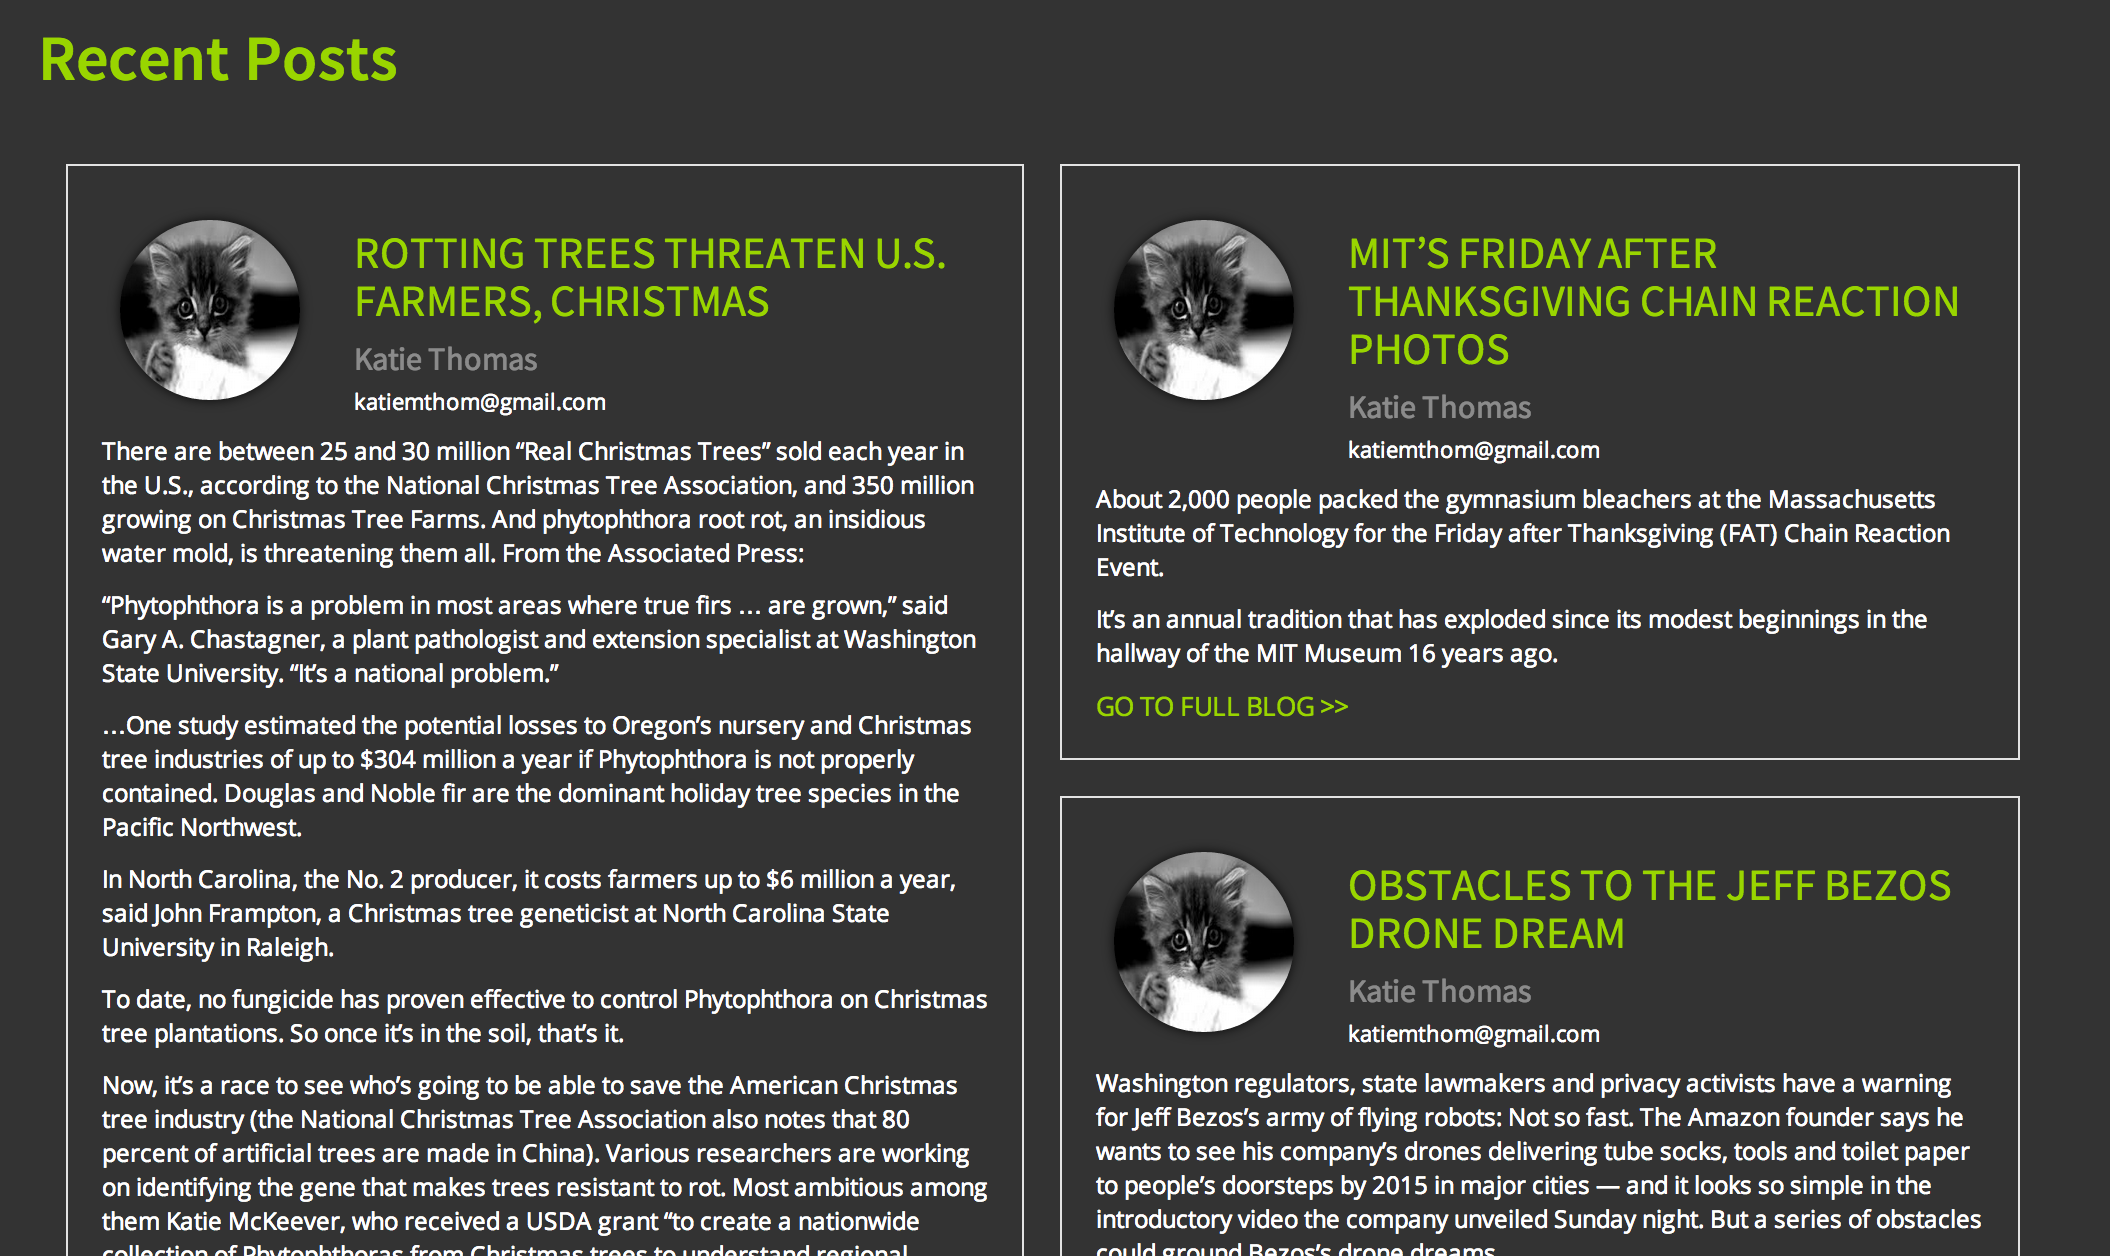 Recent Posts
ROTTING TREES THREATEN U.S.
FARMERS, CHRISTMAS
Katie Thomas
katiemthom@gmail.com
There are between 25 and 30 million “Real Christmas Trees” sold each year in
the U.S., according to the National Christmas Tree Association, and 350 million
growing on Christmas Tree Farms. And phytophthora root rot, an insidious
water mold, is threatening them all. From the Associated Press:
“Phytophthora is a problem in most areas where true firs … are grown,” said
Gary A. Chastagner, a plant pathologist and extension specialist at Washington
State University. “It’s a national problem.”
…One study estimated the potential losses to Oregon’s nursery and Christmas
tree industries of up to $304 million a year if Phytophthora is not properly
contained. Douglas and Noble fir are the dominant holiday tree species in the
Pacific Northwest.
In North Carolina, the No. 2 producer, it costs farmers up to $6 million a year,
said John Frampton, a Christmas tree geneticist at North Carolina State
University in Raleigh.
To date, no fungicide has proven effective to control Phytophthora on Christmas
tree plantations. So once it’s in the soil, that’s it.
Now, it’s a race to see who’s going to be able to save the American Christmas
tree industry (the National Christmas Tree Association also notes that 80
percent of artificial trees are made in China). Various researchers are working
on identifying the gene that makes trees resistant to rot. Most ambitious among
them Katie McKeever, who received a USDA grant “to create a nationwide
collection of Phytophthoras from Christmas trees to understand regional
MIT’S FRIDAY AFTER
THANKSGIVING CHAIN REACTION
PHOTOS
Katie Thomas
katiemthom@gmail.com
About 2,000 people packed the gymnasium bleachers at the Massachusetts
Institute of Technology for the Friday after Thanksgiving (FAT) Chain Reaction
Event.
It’s an annual tradition that has exploded since its modest beginnings in the
hallway of the MIT Museum 16 years ago.
GO TO FULL BLOG >>
OBSTACLES TO THE JEFF BEZOS
DRONE DREAM
Katie Thomas
katiemthom@gmail.com
Washington regulators, state lawmakers and privacy activists have a warning
for Jeff Bezos’s army of flying robots: Not so fast. The Amazon founder says he
wants to see his company’s drones delivering tube socks, tools and toilet paper
to people’s doorsteps by 2015 in major cities — and it looks so simple in the
introductory video the company unveiled Sunday night. But a series of obstacles
could ground Bezos’s drone dreams.